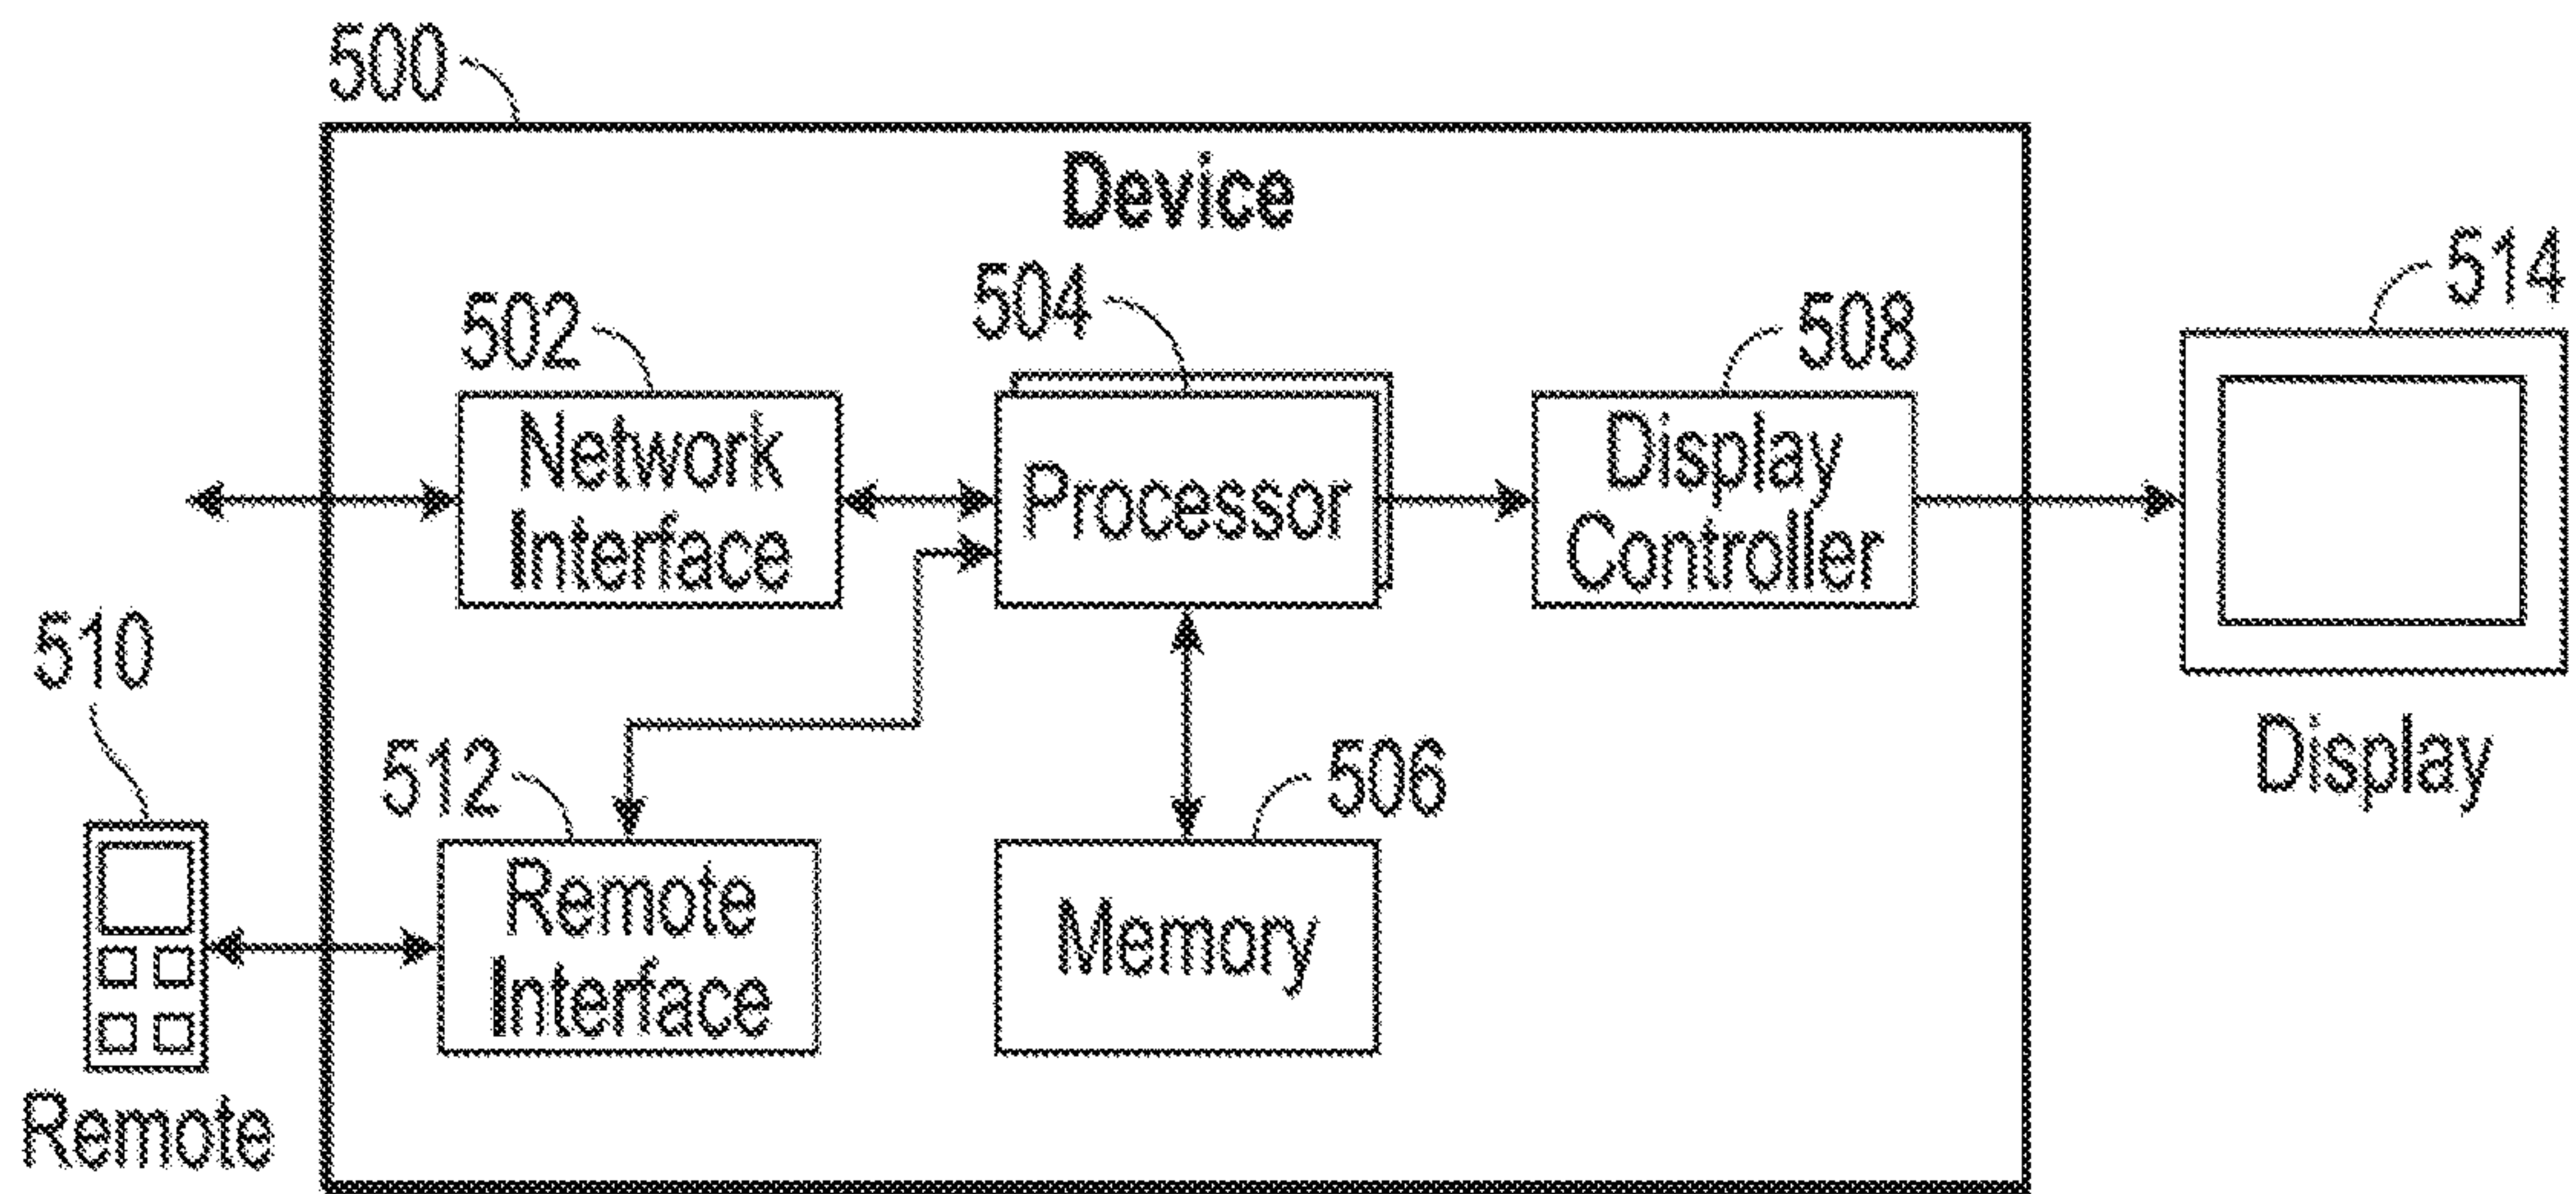 500
Device
504
514
502
508
Network
Interface
Processor
Display
Controller
510
Display
512
506
Remote
Interface
Memory
Remote